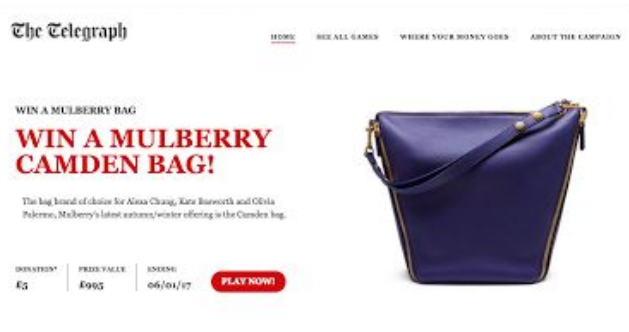 The Telegraph
HOME SEE ALL GAMES WHERE YOUR MONEY GOES ABOUT THE CAMPAIGN
WIN A MULBERRY BAG
WIN A MULBERRY
CAMDEN BAG!
The bag brand of choice for Alexa Chung, Kate Bosworth and Olivia
Palermo, Mulberry's latest autumn/winter offering is the Camden bag.
DONATION* PRIZE VALUE ENDING
£5 £995 06/01/17 PLAY NOW!